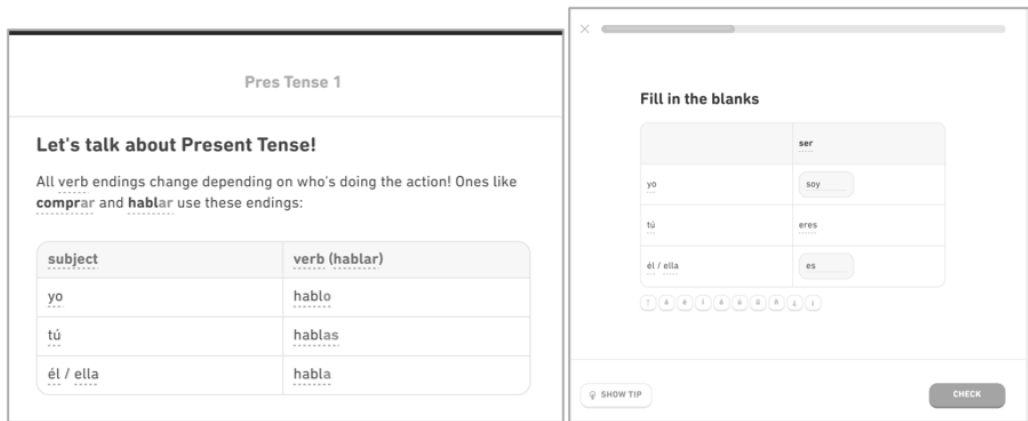 Pres Tense 1
Let's talk about Present Tense!
All verb endings change depending on who's doing the action! Ones like
comprar and hablar use these endings:
subject verb (hablar)
yo hablo
tú hablas
él / ella habla
Fill in the blanks
ser
yo soy
tú eres
él / ella es
SHOW TIP
CHECK